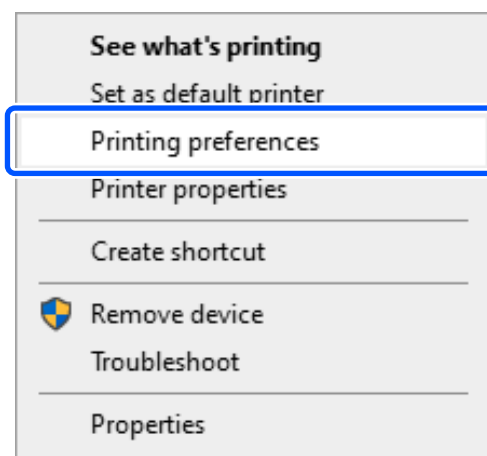 See what's printing
Set as default printer
Printing preferences
Printer properties
Create shortcut
Remove device
Troubleshoot
Properties